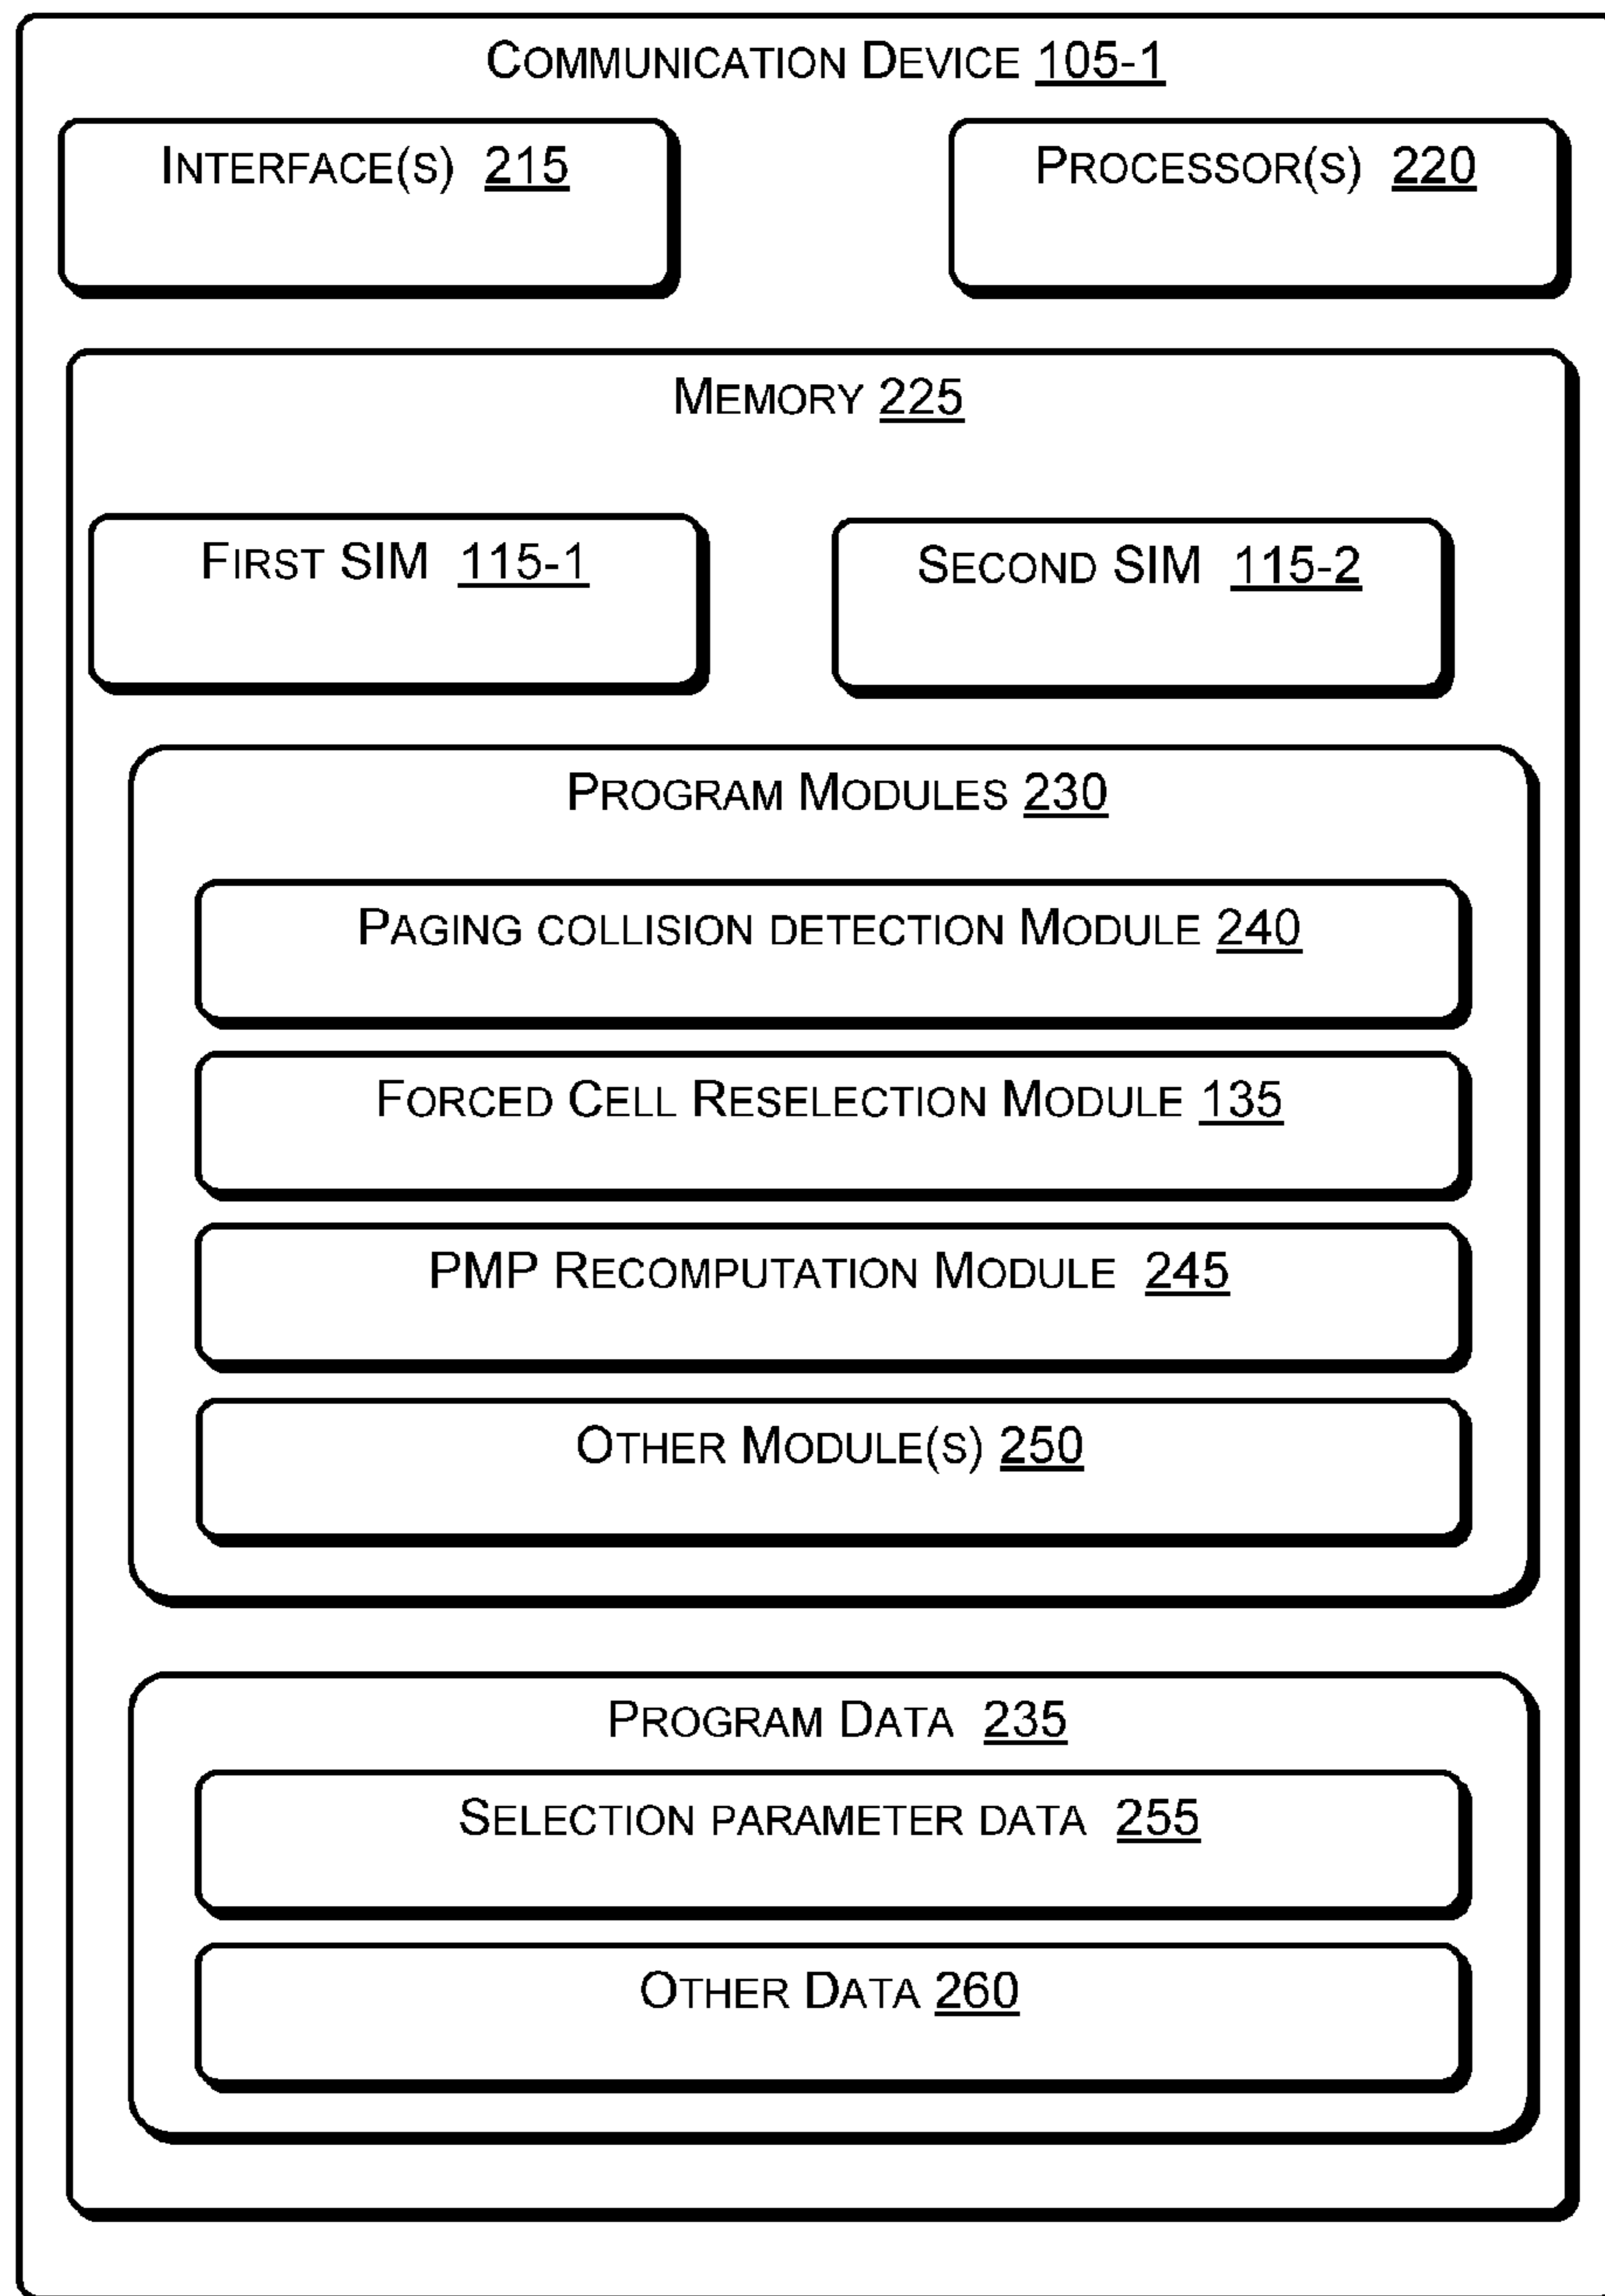 COMMUNICATION DEVICE 105-1
INTERFACE(S) 215
PROCESSOR(S) 220
MEMORY 225
FIRST SIM 115-1
SECOND SIM 115-2
PROGRAM MODULES 230
PAGING COLLISION DETECTION MODULE 240
FORCED CELL RESELECTION MODULE 135
PMP RECOMPUTATION MODULE 245
OTHER MODULE(S) 250
PROGRAM DATA 235
SELECTION PARAMETER DATA 255
OTHER DATA 260